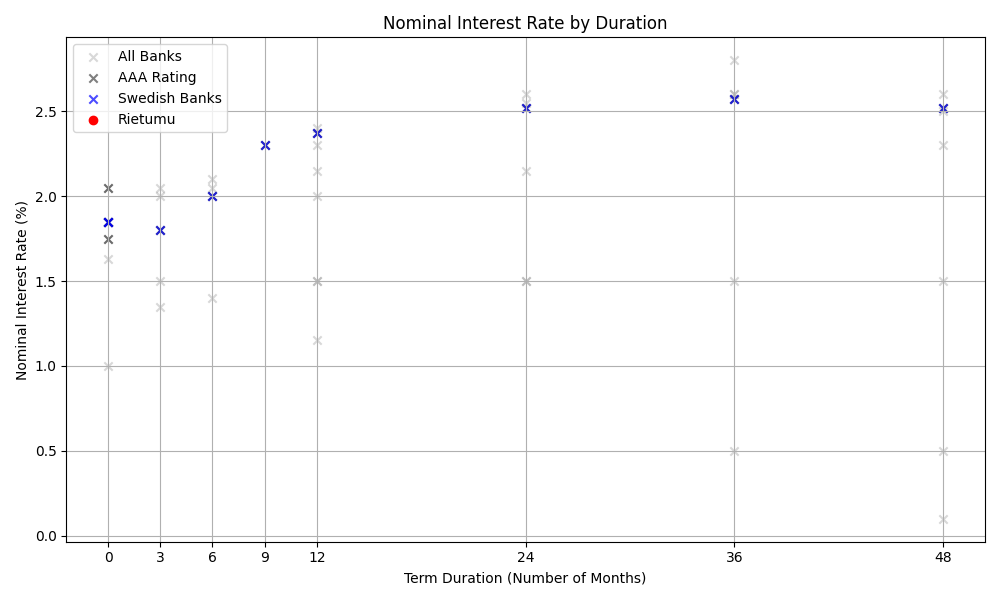 Nominal Interest Rate by Duration
All Banks
AAA Rating
Swedish Banks
Rietumu
2.5
2.0
1.5
1.0
0.5
0.0
Nominal Interest Rate (%)
0 3 6 9 12 24 36 48
Term Duration (Number of Months)